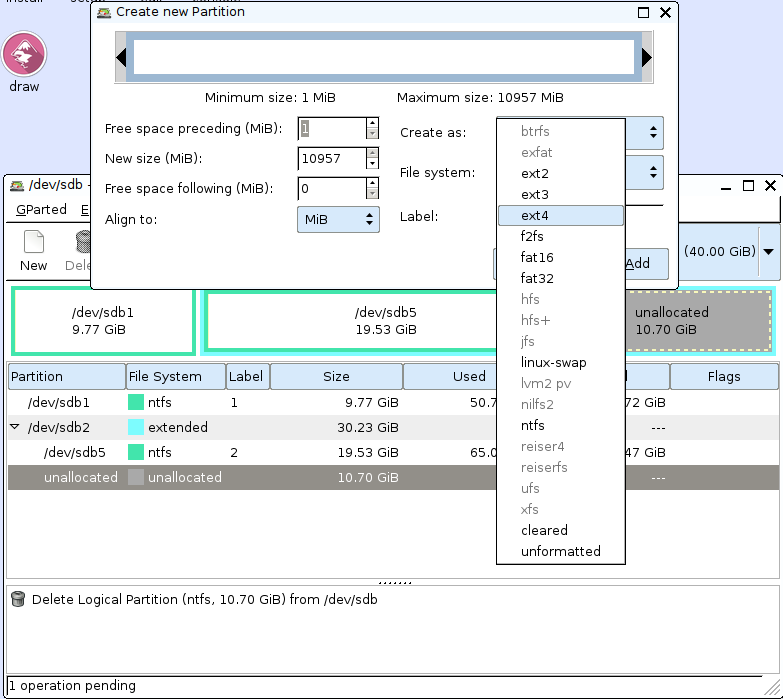 Create new Partition
draw
Minimum size: 1 MiB Maximum size: 10957 MiB
Free space preceding (MiB): 1
New size (MiB): 10957
Free space following (MiB): 0
Align to: MiB
Create as:
File system:
Label:
Add
btrfs
exfat
ext2
ext3
ext4
f2fs
fat16
fat32
hfs
hfs+
jfs
linux-swap
lvm2 pv
nilfs2
ntfs
reiser4
reiserfs
ufs
xfs
cleared
unformatted
/dev/sdb -
GParted E
New Dele
(40.00 GiB)
/dev/sdb1
9.77 GiB
/dev/sdb5
19.53 GiB
unallocated
10.70 GiB
Partition File System Label Size Used Flags
/dev/sdb1 ntfs 1 9.77 GiB 50.7 72 GiB
/dev/sdb2 extended 30.23 GiB ---
/dev/sdb5 ntfs 2 19.53 GiB 65.0 47 GiB
unallocated unallocated 10.70 GiB ---
Delete Logical Partition (ntfs, 10.70 GiB) from /dev/sdb
1 operation pending